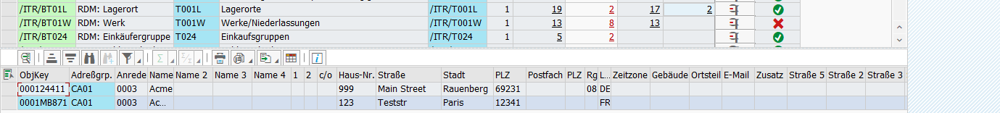 /ITR/BT01L RDM: Lagerort T001L Lagerorte /ITR/T001L 1 19 2 17 2
/ITR/BT01W RDM: Werk T001W Werke/Niederlassungen /ITR/T001W 1 13 8 13
/ITR/BT024 RDM: Einkäufergruppe T024 Einkaufsgruppen /ITR/T024 1 5 2
ObjKey Adreßgrp. Anrede Name Name 2 Name 3 Name 4 1 2 c/o Haus-Nr. Straße Stadt PLZ Postfach PLZ Rg L... Zeitzone Gebäude Ortsteil E-Mail Zusatz Straße 5 Straße 2 Straße 3
000124411 CA01 0003 Acme 999 Main Street Rauenberg 69231 08 DE
0001MB871 CA01 0003 Ac... 123 Teststr Paris 12341 FR